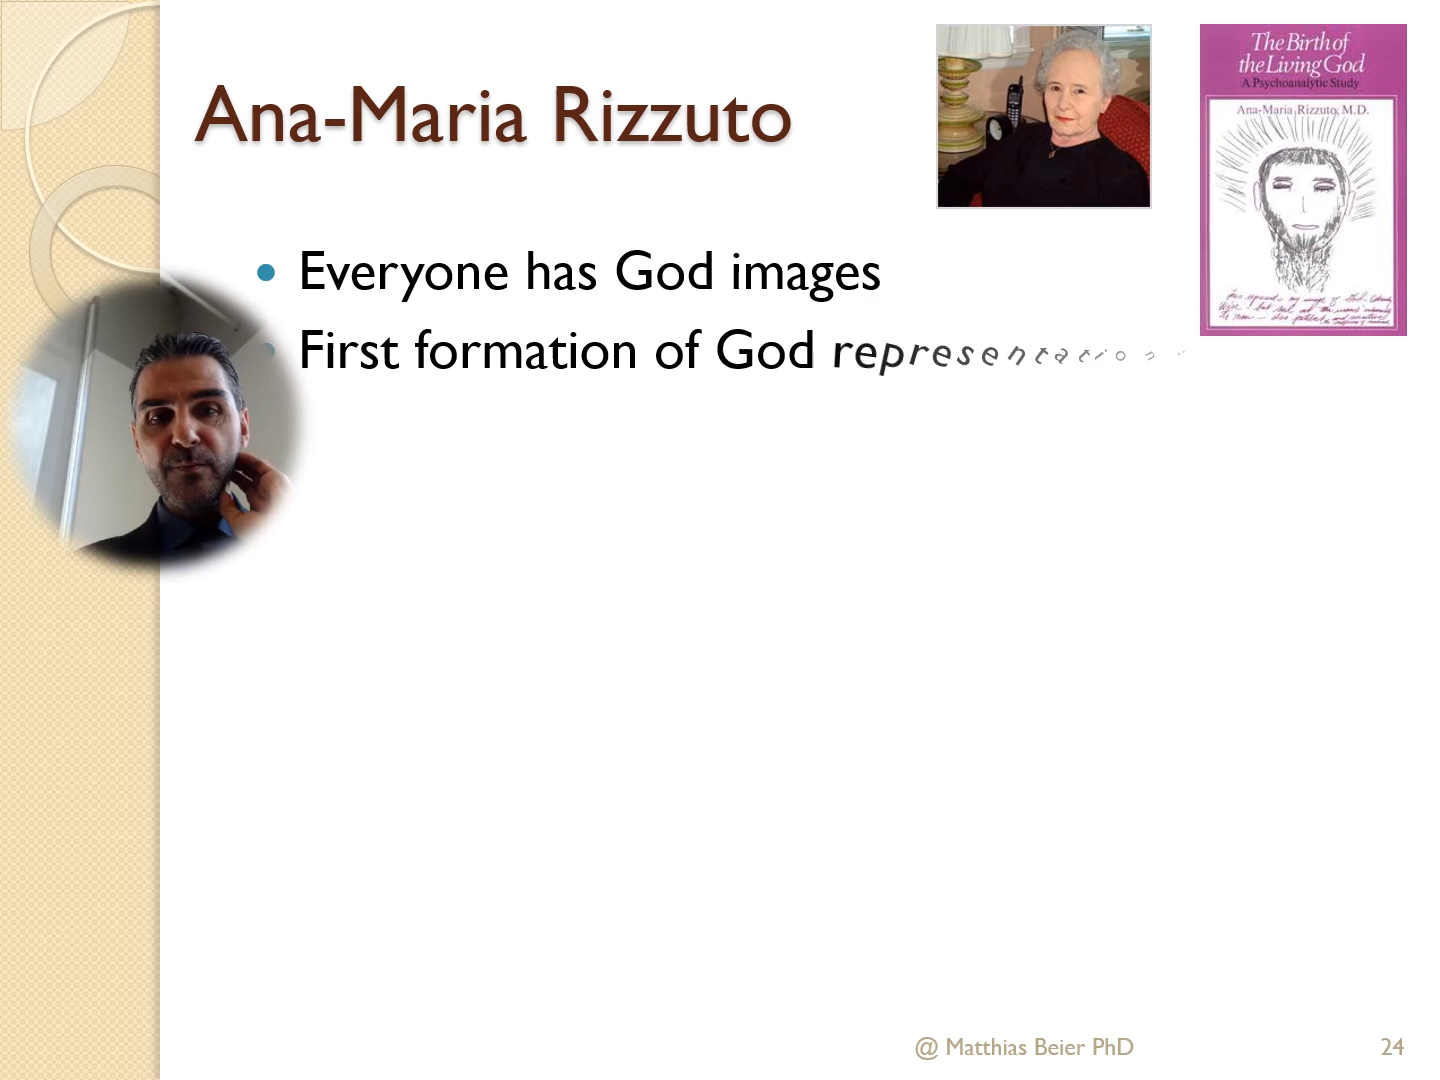 Ana-Maria Rizzuto
The Birth of
the Living God
A Psychoanalytic Study
Ana-Maria Rizzuto, M.D.
Everyone has God images
First formation of God representation
@ Matthias Beier PhD
24